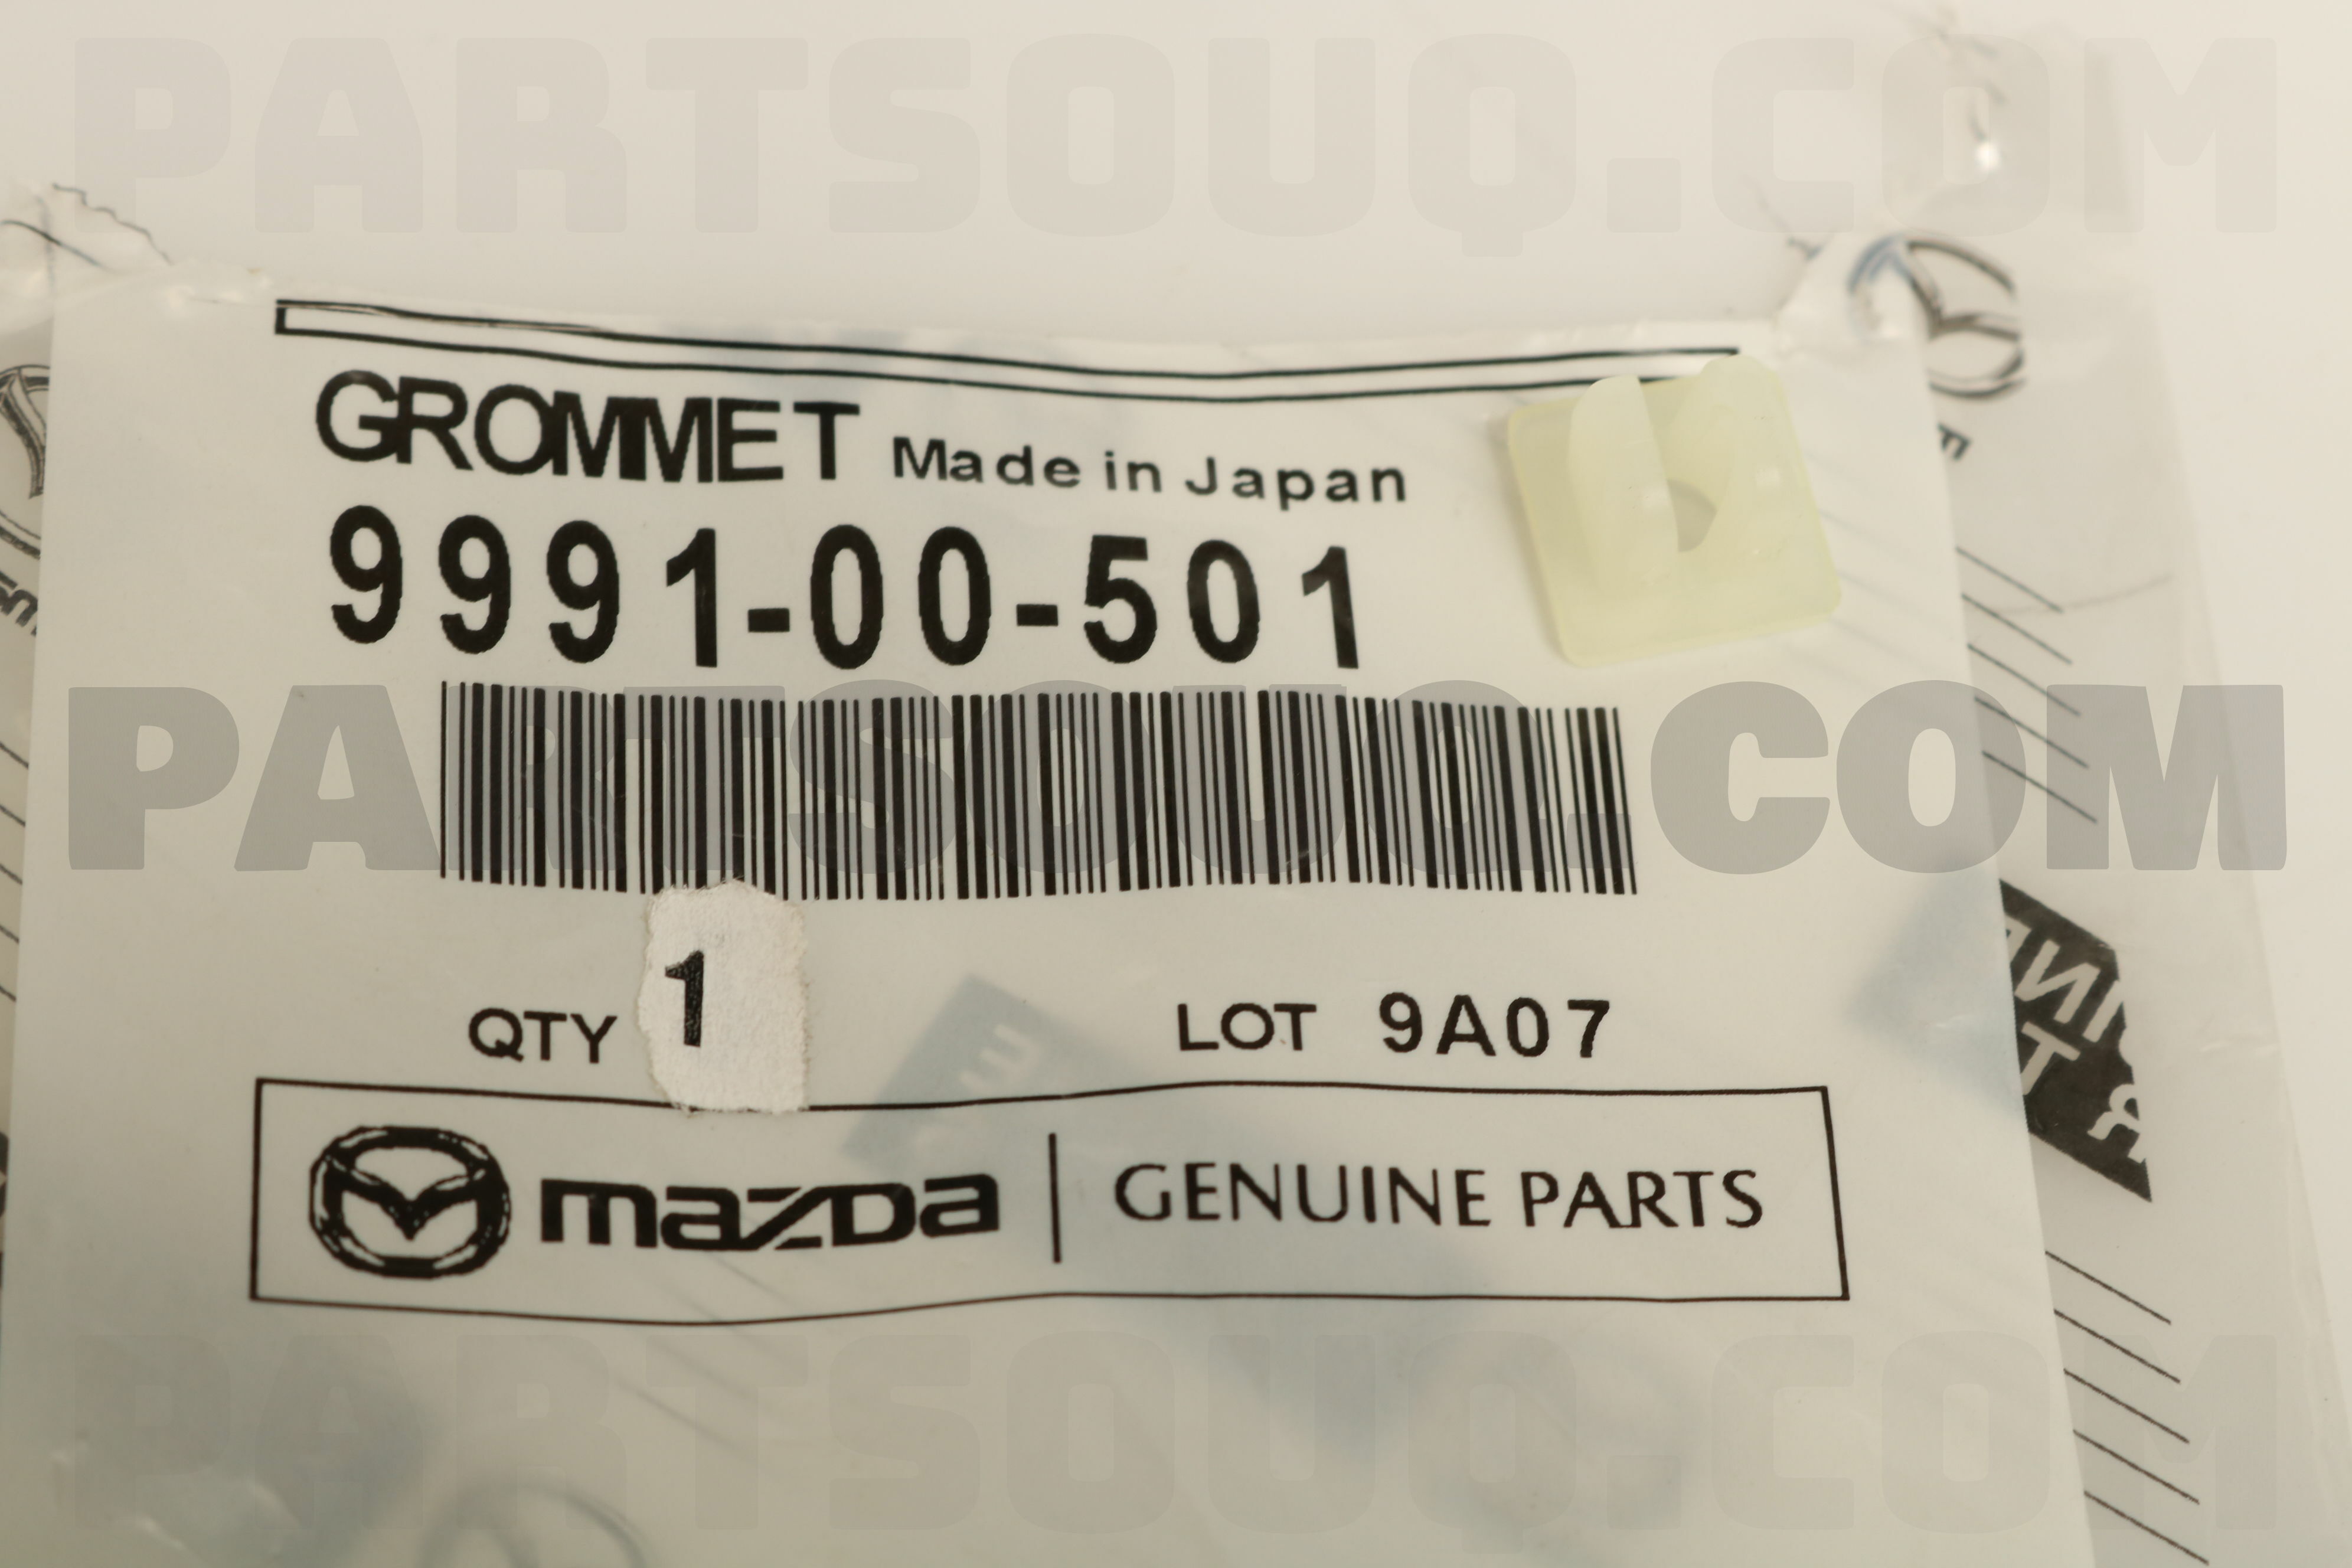 PARTSOUQ.COM
GROMMET Made in Japan
9991-00-501
PARTSOUQ.COM
QTY 1 LOT 9A07
mazda GENUINE PARTS
PARTSOUQ.COM